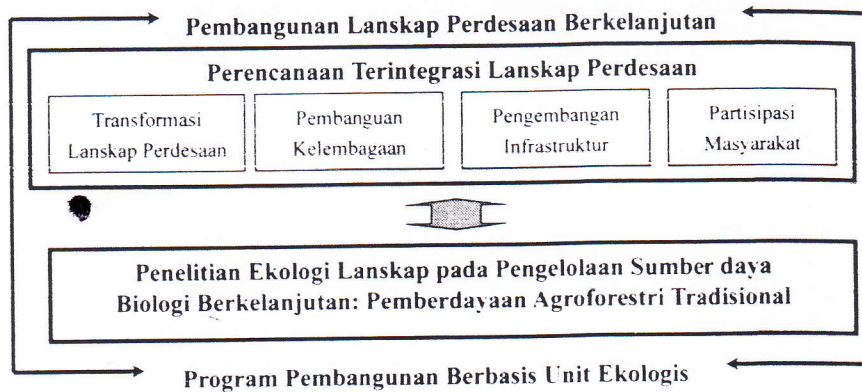 Pembangunan Lanskap Perdesaan Berkelanjutan
Perencanaan Terintegrasi Lanskap Perdesaan
Transformasi
Lanskap Perdesaan
Pembanguan
Kelembagaan
Pengembangan
Infrastruktur
Partisipasi
Masyarakat
Penelitian Ekologi Lanskap pada Pengelolaan Sumber daya
Biologi Berkelanjutan: Pemberdayaan Agroforestri Tradisional
Program Pembangunan Berbasis Unit Ekologis